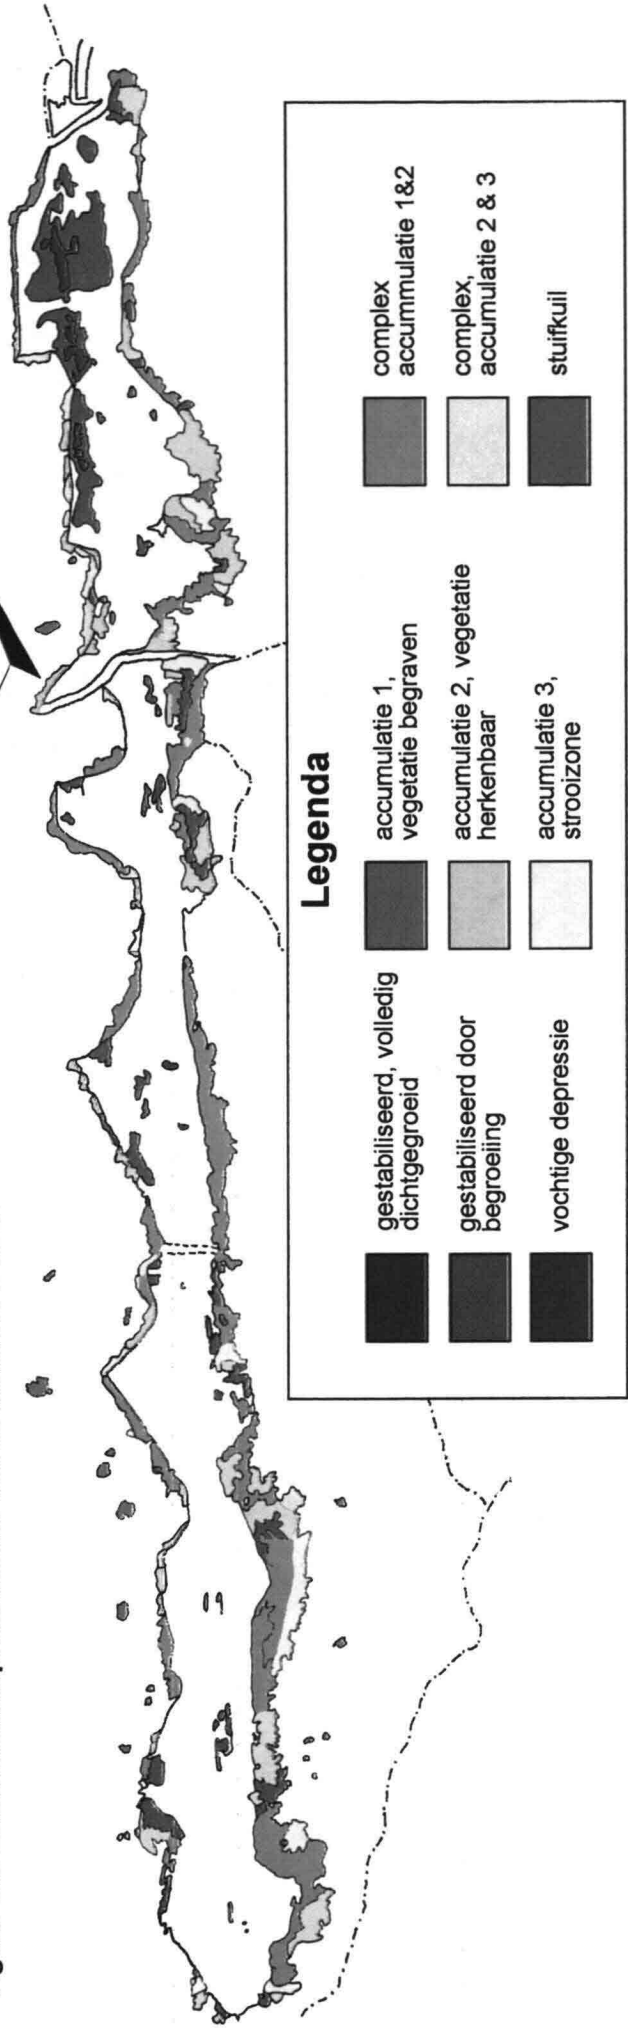 Legenda
gestabiliseerd, volledig
dichtgegroeid
gestabiliseerd door
begroeiing
vochtige depressie
accumulatie 1,
vegetatie begraven
accumulatie 2, vegetatie
herkenbaar
accumulatie 3,
strooizone
complex
accummulatie 1&2
complex,
accumulatie 2 & 3
stuifkuil